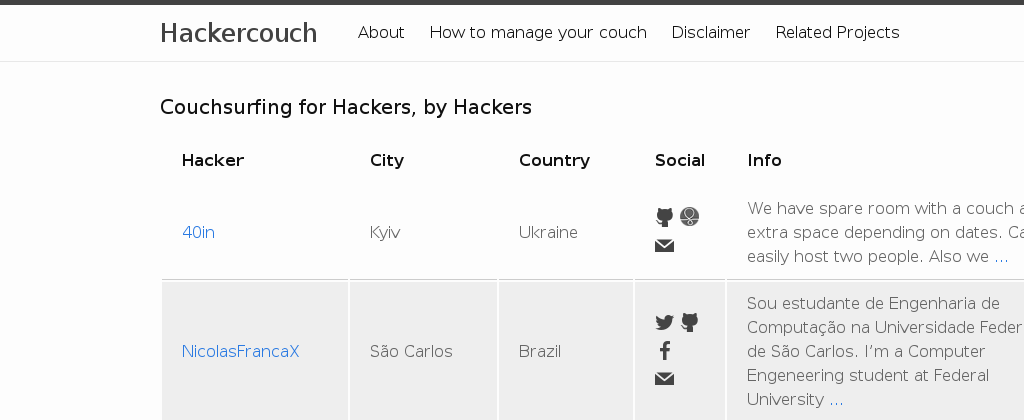 Hackercouch About How to manage your couch Disclaimer Related Projects
Couchsurfing for Hackers, by Hackers
Hacker City Country Social Info
40in Kyiv Ukraine
We have spare room with a couch a
extra space depending on dates. Ca
easily host two people. Also we ...
NicolasFrancaX São Carlos Brazil
Sou estudante de Engenharia de
Computação na Universidade Feder
de São Carlos. I'm a Computer
Engeneering student at Federal
University ...